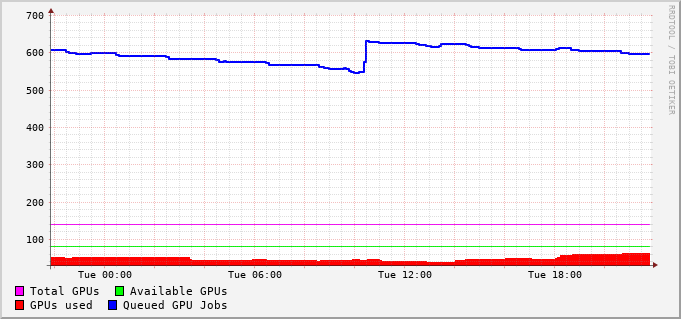 700
600
500
400
300
200
100
Tue 00:00 Tue 06:00 Tue 12:00 Tue 18:00
Total GPUs Available GPUs
GPUs used Queued GPU Jobs
RRDTOOL / TOBI OETIKER